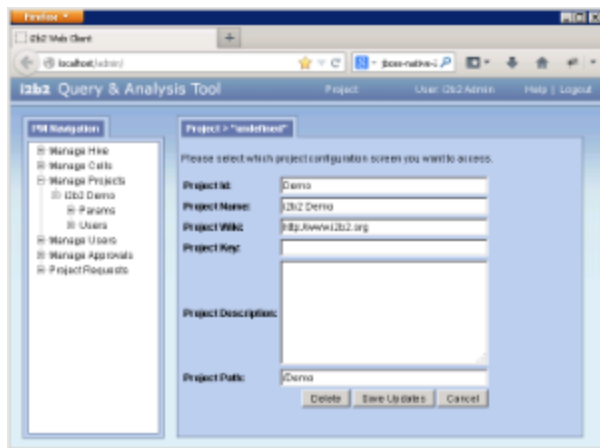 Firefox
i2b2 Web Client
localhost/admin/
jboss-native-2
i2b2 Query & Analysis Tool
Project:
User: i2b2 Admin
Help | Logout
PM Navigation
Project > "undefined"
Manage Hive
Manage Cells
Manage Projects
i2b2 Demo
Params
Users
Manage Users
Manage Approvals
Project Requests
Please select which project configuration screen you want to access.
Project Id: Demo
Project Name: i2b2 Demo
Project Wiki: http://www.i2b2.org
Project Key:
Project Description:
Project Path: /Demo
Delete Save Updates Cancel